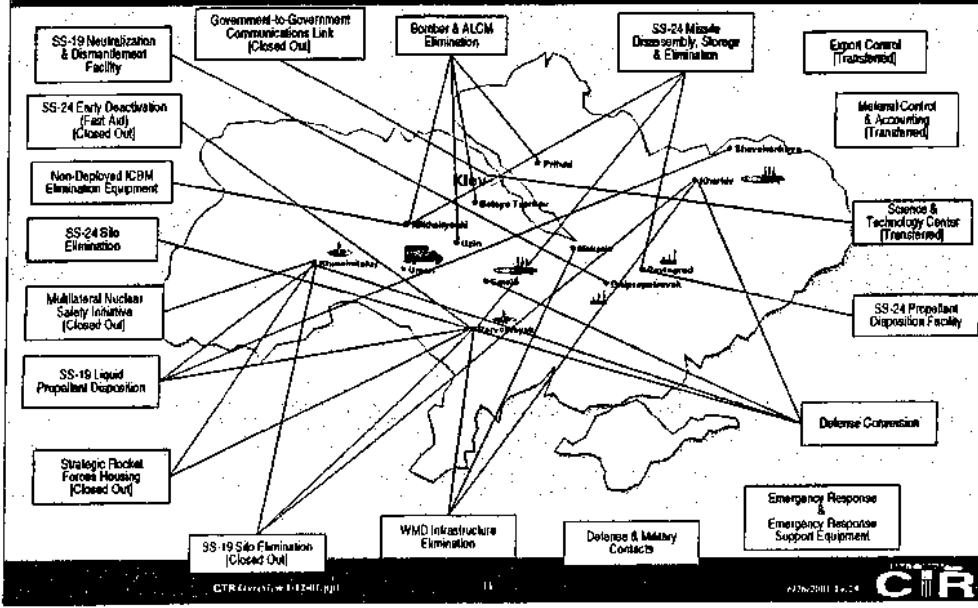 SS-19 Neutralization
& Dismantlement
Facility
Government-to-Government
Communications Link
[Closed Out]
Bomber & ALCM
Elimination
SS-24 Missile
Disassembly, Storage
& Elimination
Export Control
[Transferred]
SS-24 Early Deactivation
(Fast Aid)
[Closed Out]
Material Control
& Accounting
[Transferred]
Non-Deployed ICBM
Elimination Equipment
Kiev
Priluki
Kharkiv
Uzin
Uman
Science &
Technology Center
[Transferred]
SS-24 Silo
Elimination
Multilateral Nuclear
Safety Initiative
[Closed Out]
SS-24 Propellant
Disposition Facility
SS-19 Liquid
Propellant Disposition
Defense Conversion
Strategic Rocket
Forces Housing
[Closed Out]
SS-19 Silo Elimination
[Closed Out]
WMD Infrastructure
Elimination
Defense & Military
Contacts
Emergency Response
&
Emergency Response
Support Equipment
CTR